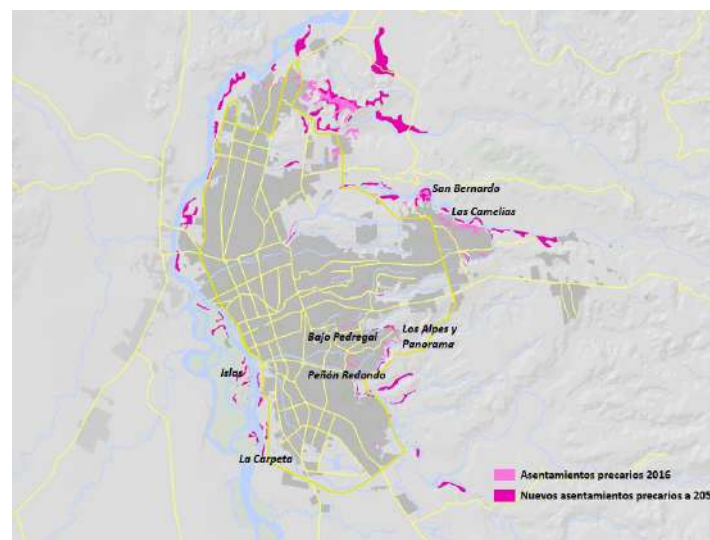 San Bernardo
Las Camelias
Bajo Pedregal
Los Alpes y
Panorama
Islas
Peñón Redondo
La Carpeta
Asentamientos precarios 2016
Nuevos asentamientos precarios a 205